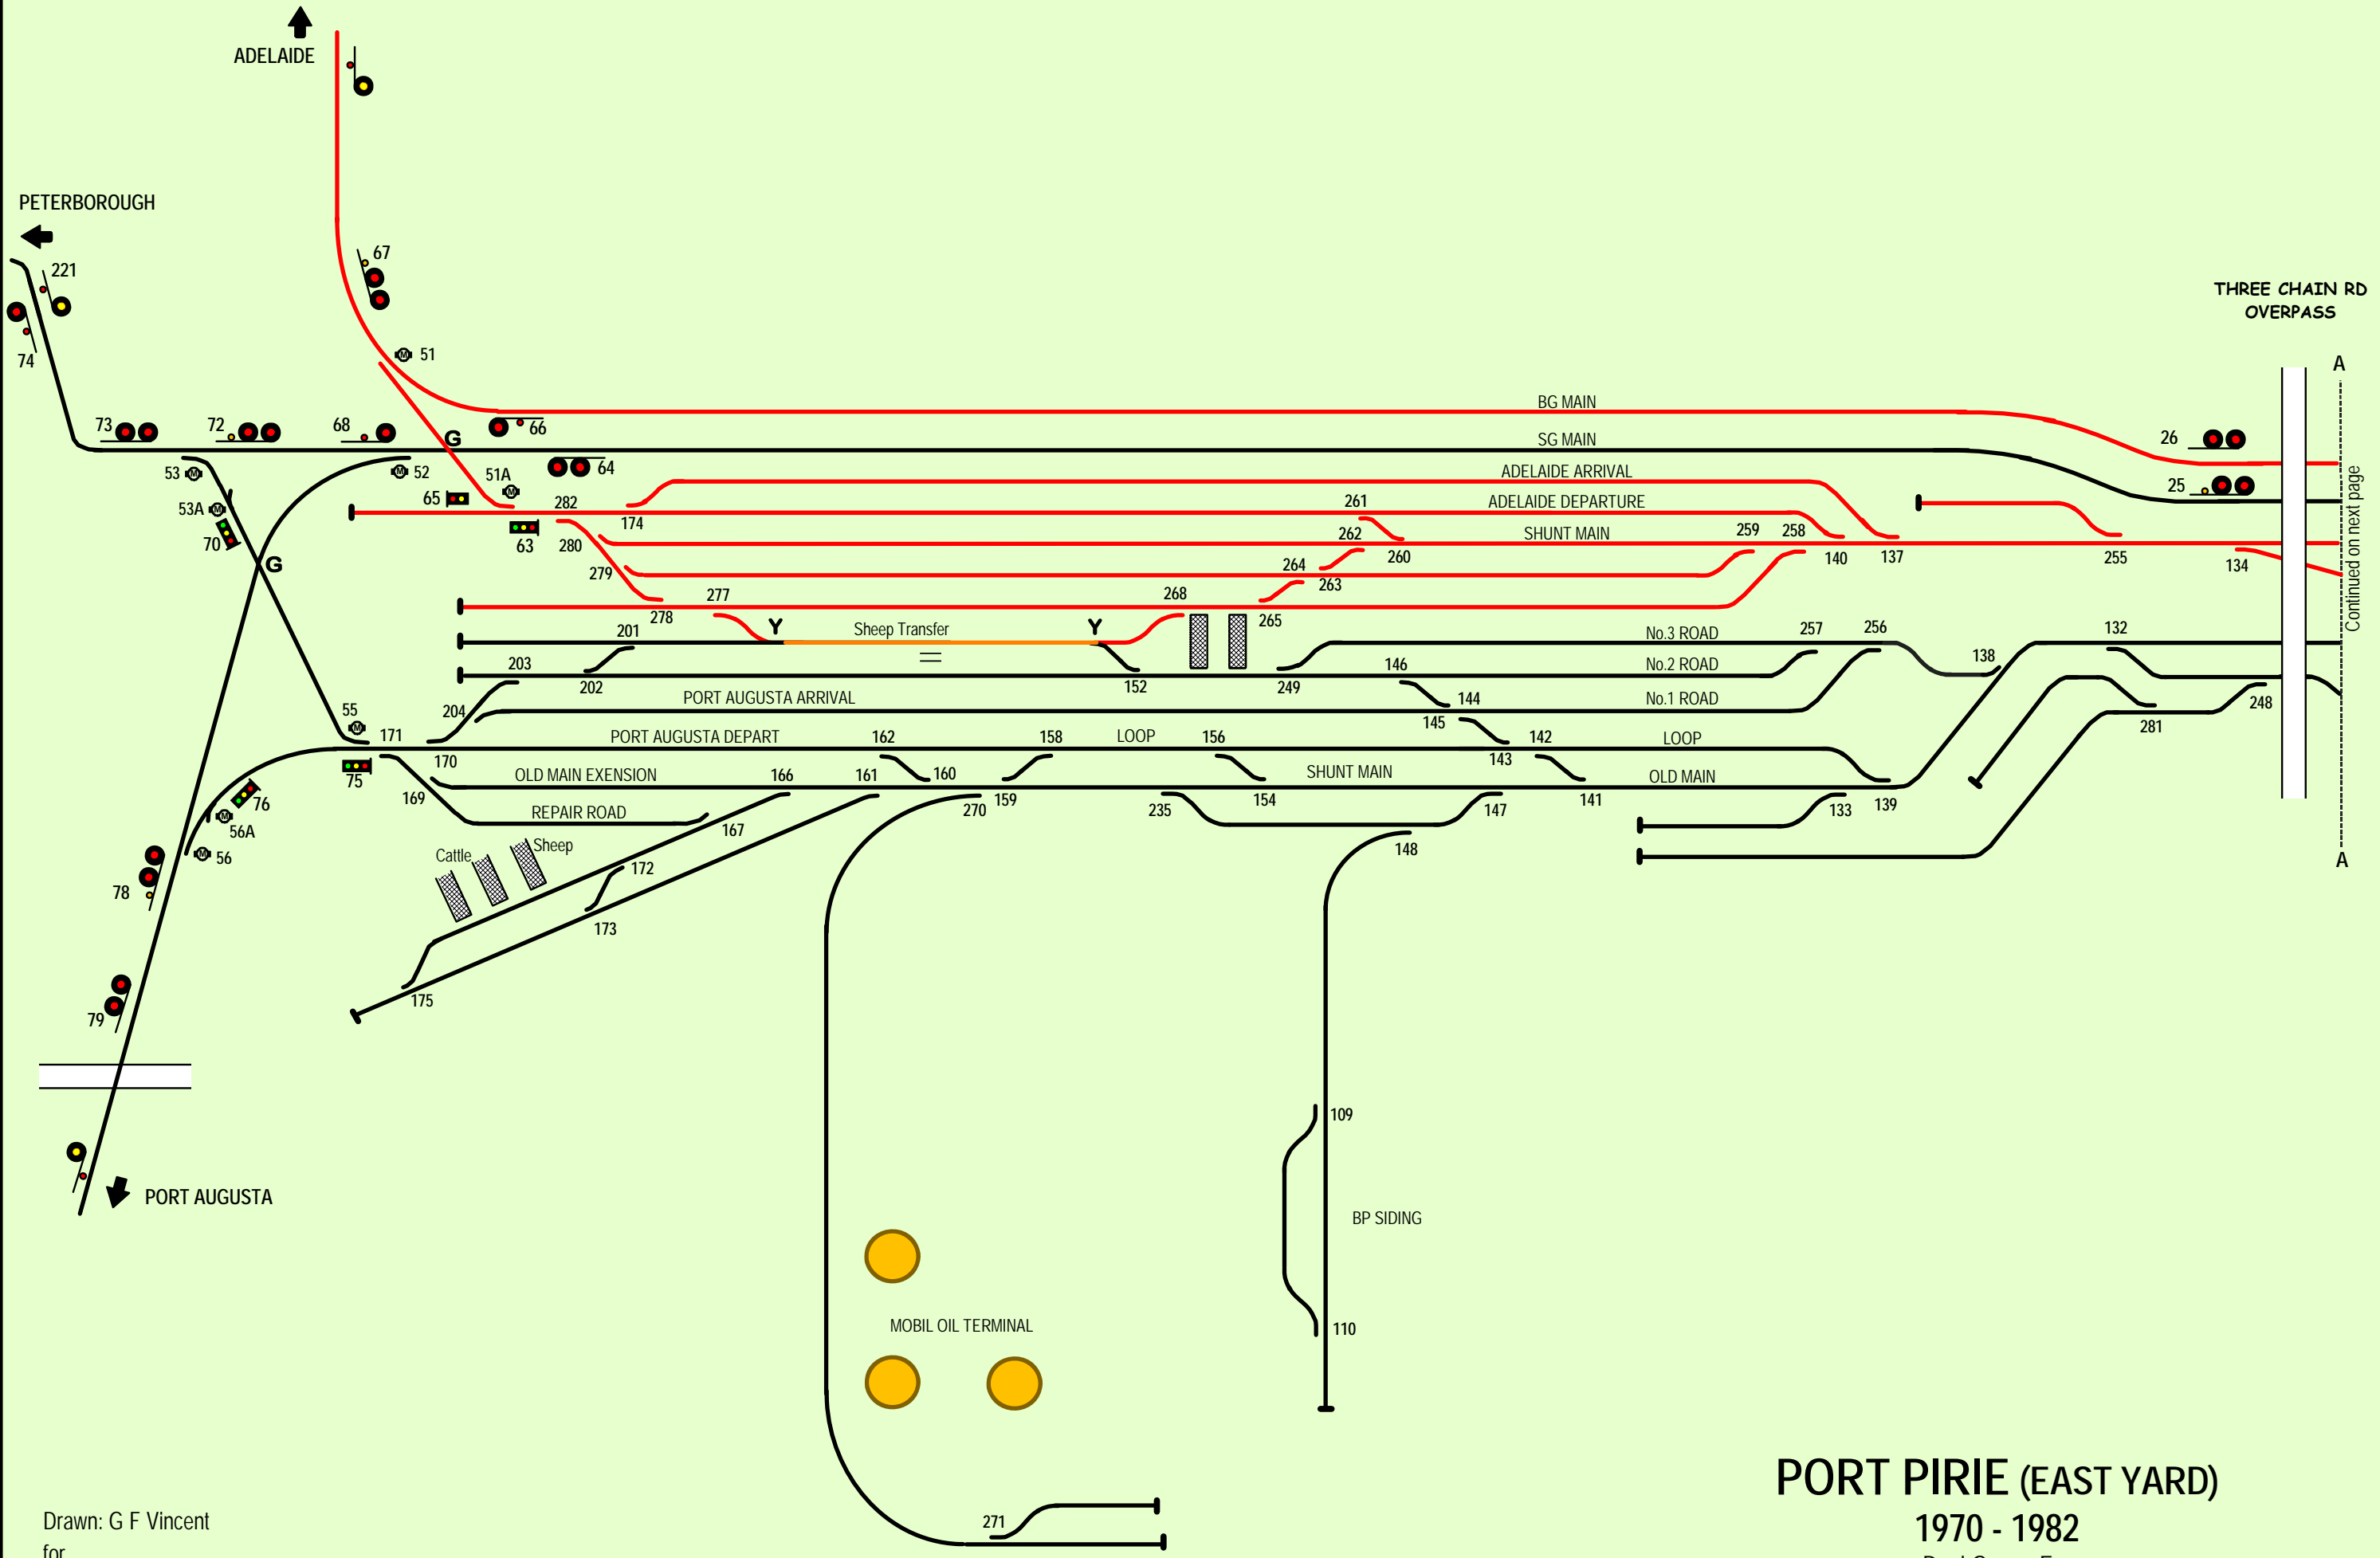 ADELAIDE
PETERBOROUGH
221
67
74
51
THREE CHAIN RD
OVERPASS
A
73
72
68
G
66
BG MAIN
SG MAIN
26
53
52
51A
64
ADELAIDE ARRIVAL
25
65
282
174
261
ADELAIDE DEPARTURE
53A
70
63
280
262
SHUNT MAIN
259
258
260
140
137
255
134
G
279
264
263
277
278
268
265
Continued on next page
201
Y
Sheep Transfer
Y
No.3 ROAD
257
256
132
203
202
152
249
146
No.2 ROAD
138
204
PORT AUGUSTA ARRIVAL
144
145
No.1 ROAD
248
281
55
171
PORT AUGUSTA DEPART
162
158
LOOP
156
142
143
LOOP
75
170
OLD MAIN EXENSION
166
161
160
SHUNT MAIN
OLD MAIN
76
169
159
154
141
REPAIR ROAD
270
235
147
133
139
56A
167
56
Cattle
Sheep
148
A
78
172
173
175
79
109
PORT AUGUSTA
BP SIDING
MOBIL OIL TERMINAL
110
271
PORT PIRIE (EAST YARD)
1970 - 1982
Drawn: G F Vincent
for